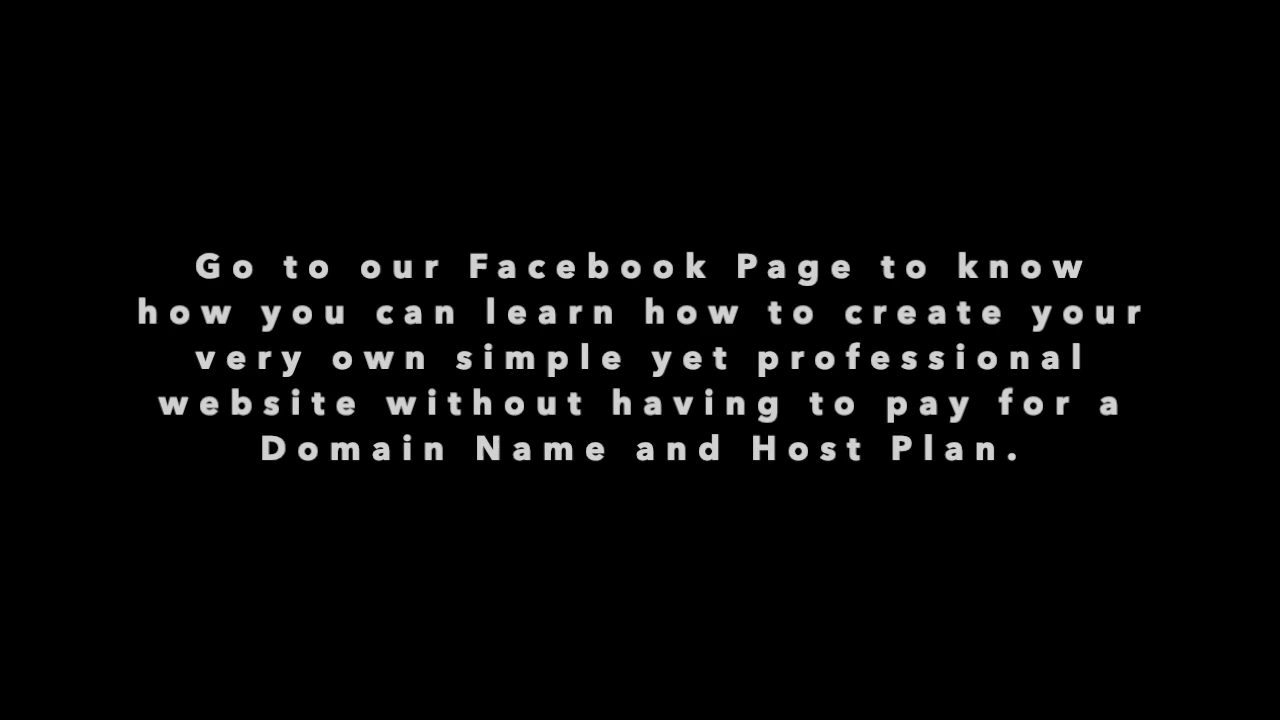 Go to our Facebook Page to know
how you can learn how to create your
very own simple yet professional
website without having to pay for a
Domain Name and Host Plan.